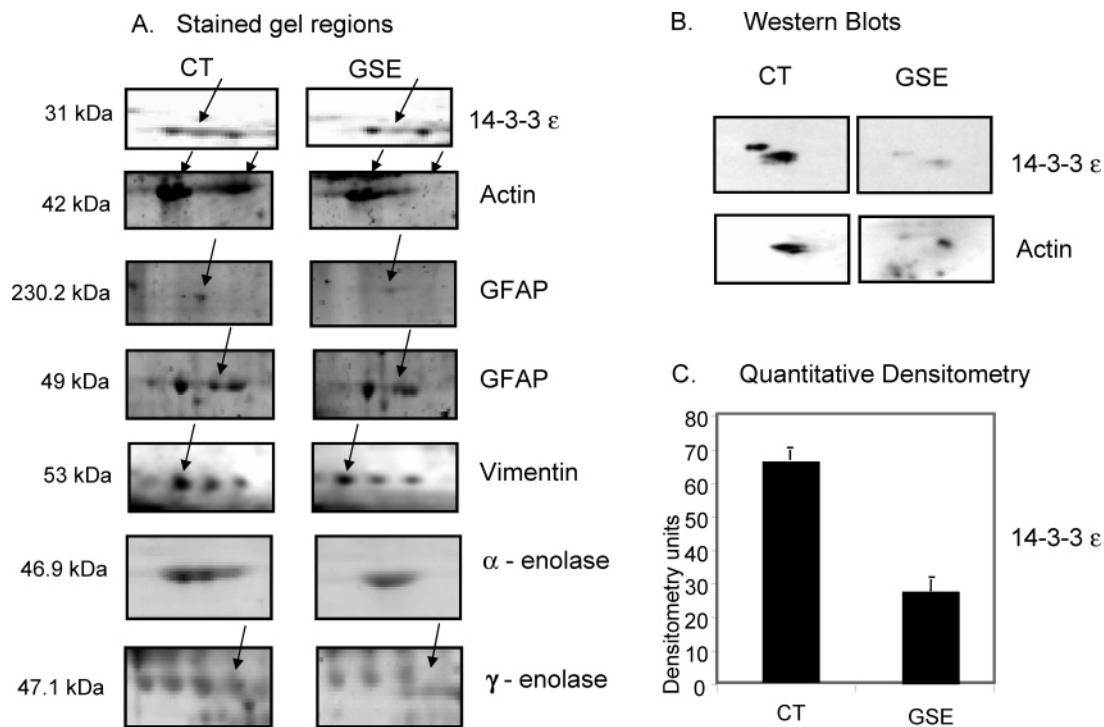 A. Stained gel regions
CT GSE
31 kDa 14-3-3 ε
42 kDa Actin
230.2 kDa GFAP
49 kDa GFAP
53 kDa Vimentin
46.9 kDa α - enolase
47.1 kDa γ - enolase
B. Western Blots
CT GSE
14-3-3 ε
Actin
C. Quantitative Densitometry
Densitometry units
80
70
60
50
40
30
20
10
0
14-3-3 ε
CT GSE